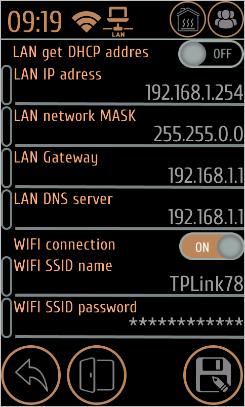 09:19
LAN
LAN get DHCP addres
OFF
LAN IP adress
192.168.1.254
LAN network MASK
255.255.0.0
LAN Gateway
192.168.1.1
LAN DNS server
192.168.1.1
WIFI connection
ON
WIFI SSID name
TPLink78
WIFI SSID password
************